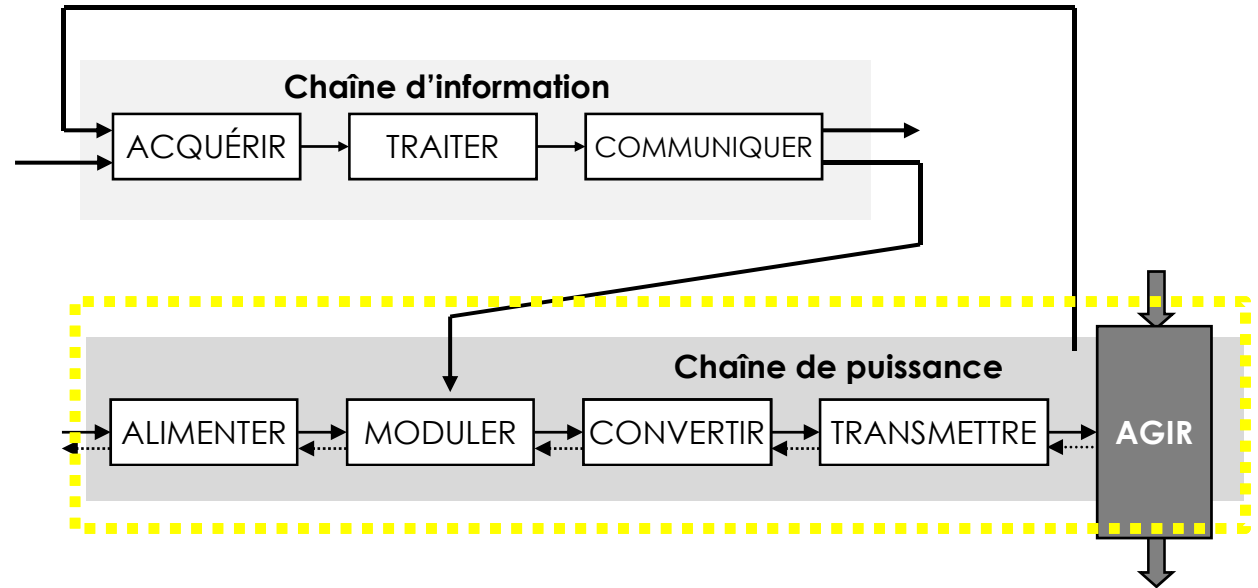 Chaîne d’information
ACQUÉRIR
TRAITER
COMMUNIQUER
Chaîne de puissance
ALIMENTER
MODULER
CONVERTIR
TRANSMETTRE
AGIR